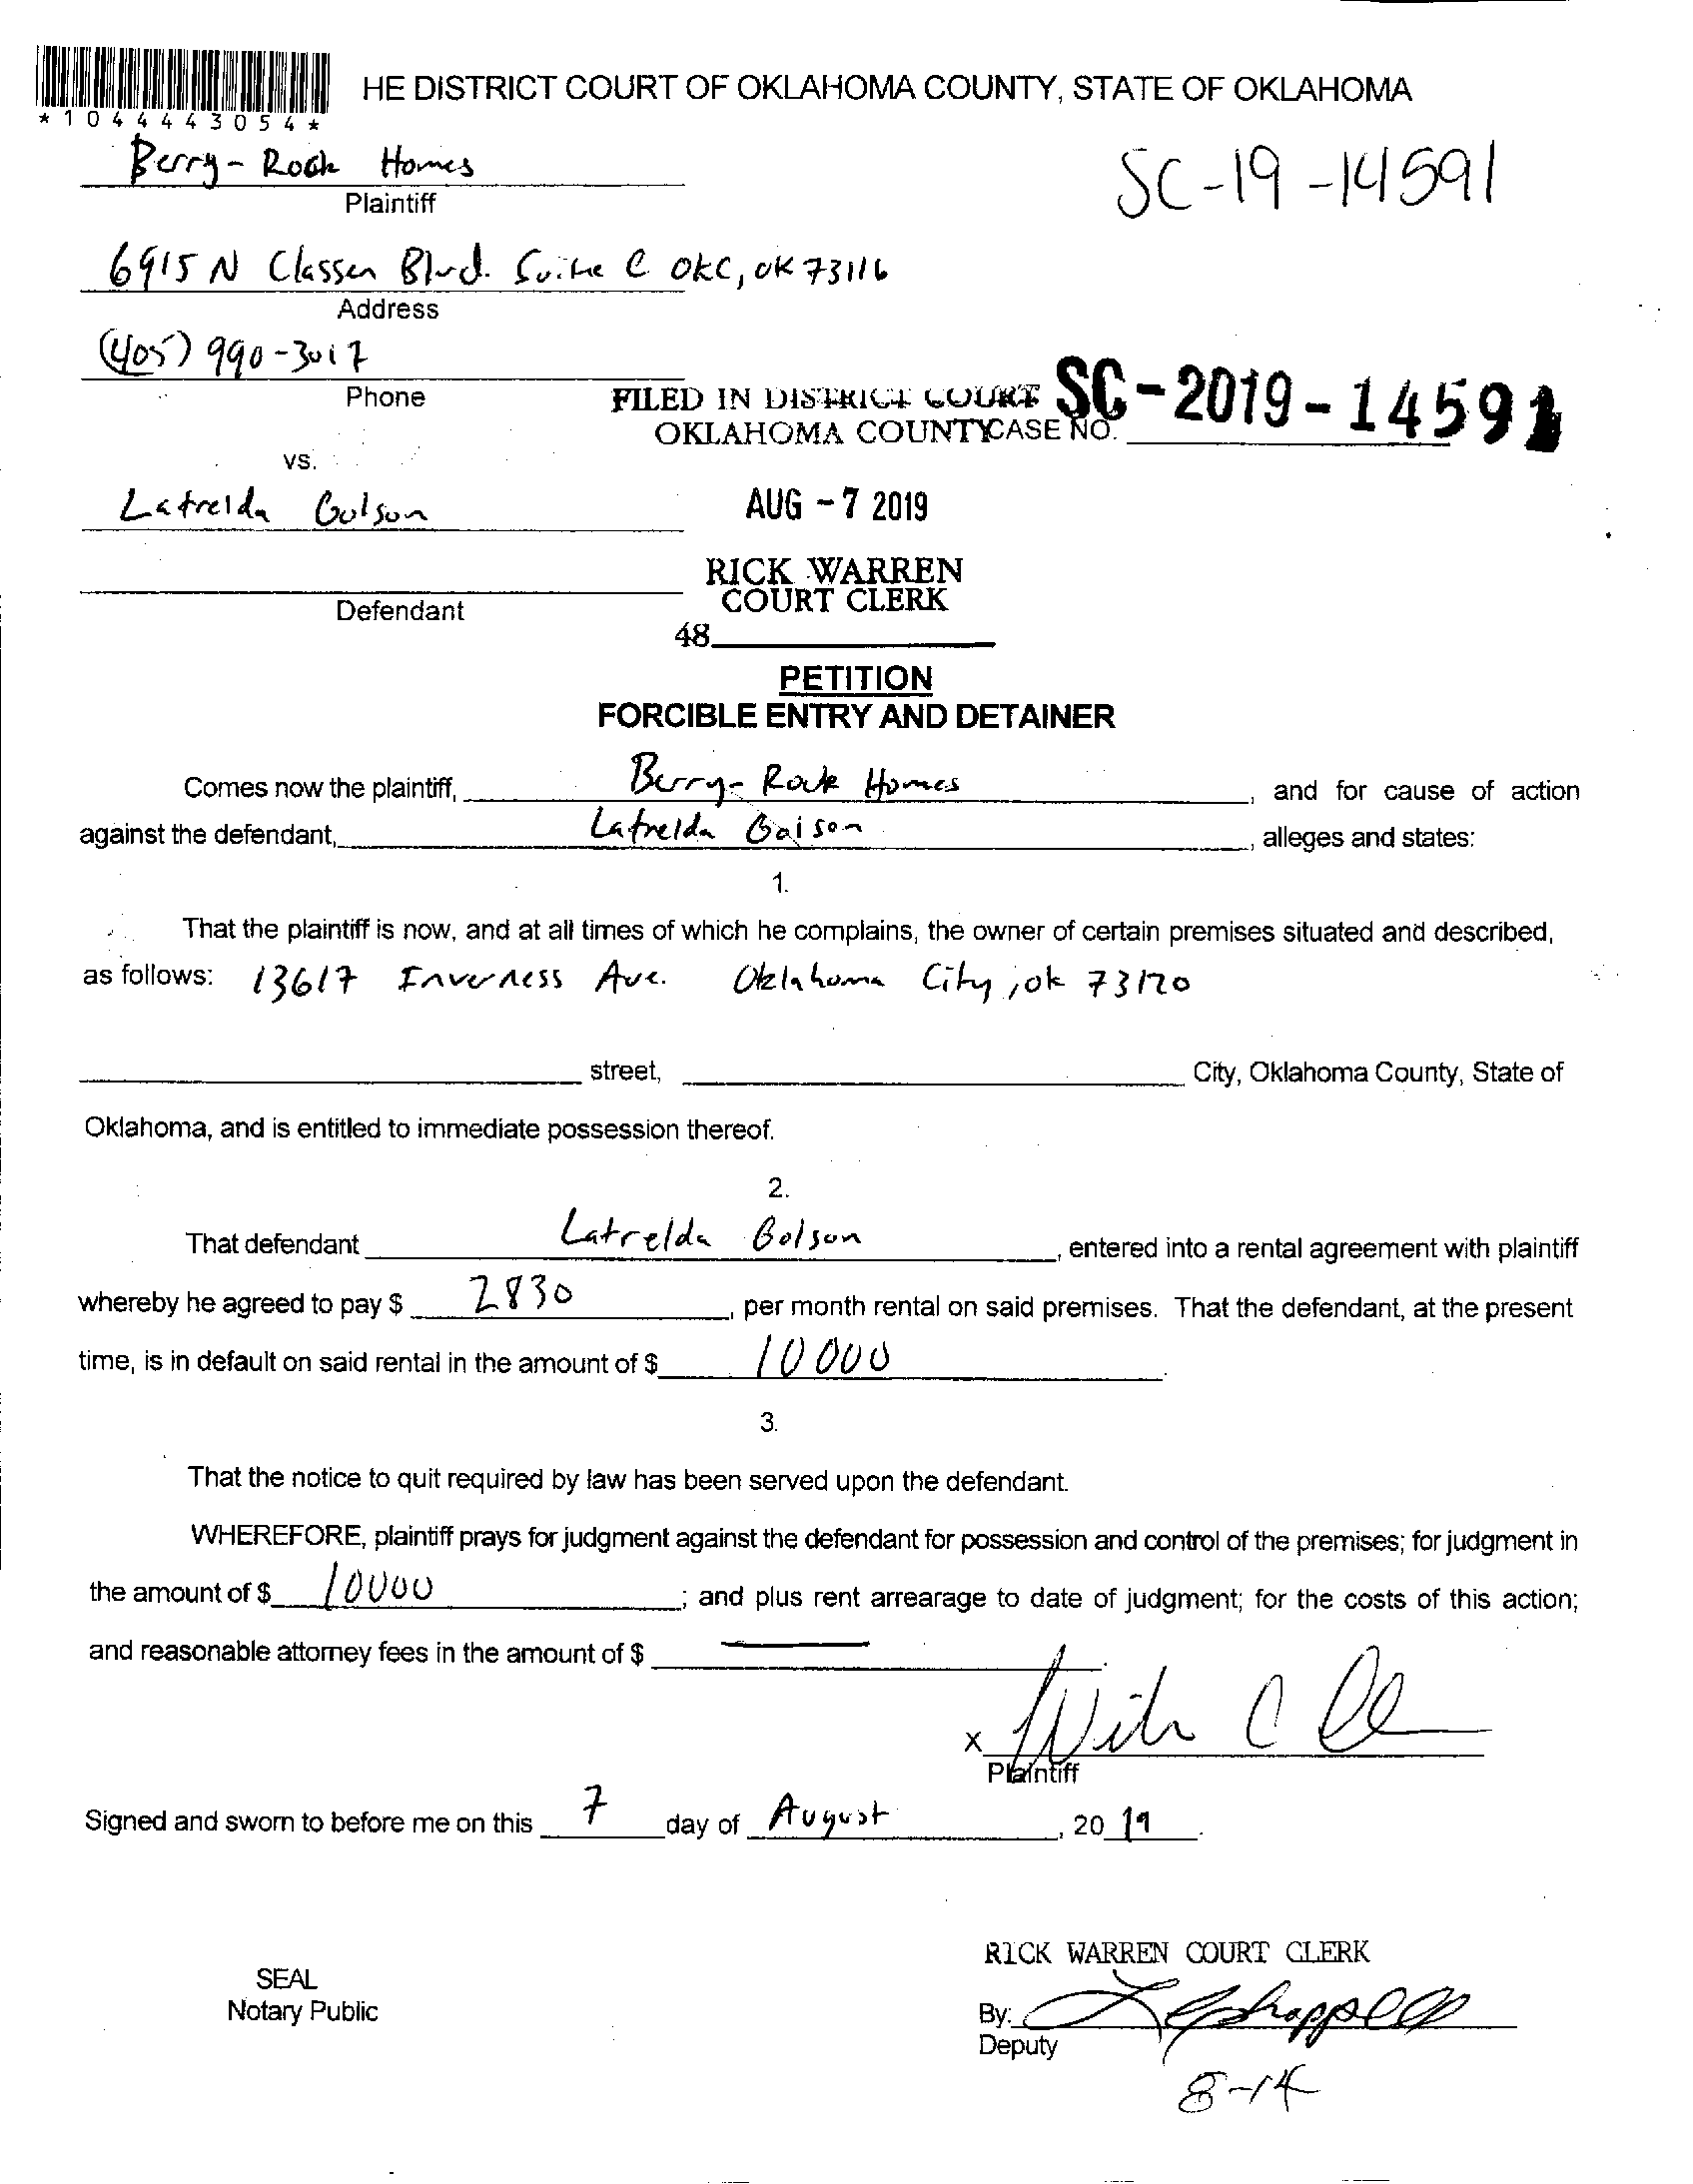 HE DISTRICT COURT OF OKLAHOMA COUNTY, STATE OF OKLAHOMA
*1044443054*
Berry-Rock Homes
SC-19-14591
Plaintiff
6915 N Classen Blvd. Suite C OKC, OK 73116
Address
(405) 990-3017
Phone
FILED IN DISTRICT COURT
OKLAHOMA COUNTY
CASE NO. SC-2019-14591
vs.
Latrelda Golson
AUG -7 2019
RICK WARREN
COURT CLERK
Defendant
48
PETITION
FORCIBLE ENTRY AND DETAINER
Comes now the plaintiff, Berry-Rock Homes, and for cause of action
against the defendant, Latrelda Golson, alleges and states:
1.
That the plaintiff is now, and at all times of which he complains, the owner of certain premises situated and described,
as follows: 13617 Inverness Ave. Oklahoma City, OK 73120
street, City, Oklahoma County, State of
Oklahoma, and is entitled to immediate possession thereof.
2.
That defendant Latrelda Golson, entered into a rental agreement with plaintiff
whereby he agreed to pay $ 2830, per month rental on said premises. That the defendant, at the present
time, is in default on said rental in the amount of $ 10000.
3.
That the notice to quit required by law has been served upon the defendant.
WHEREFORE, plaintiff prays for judgment against the defendant for possession and control of the premises; for judgment in
the amount of $ 10000; and plus rent arrearage to date of judgment; for the costs of this action;
and reasonable attorney fees in the amount of $ —.
X
Plaintiff
Signed and sworn to before me on this 7 day of August, 2019.
RICK WARREN COURT CLERK
SEAL
Notary Public
By:
Deputy
8-14